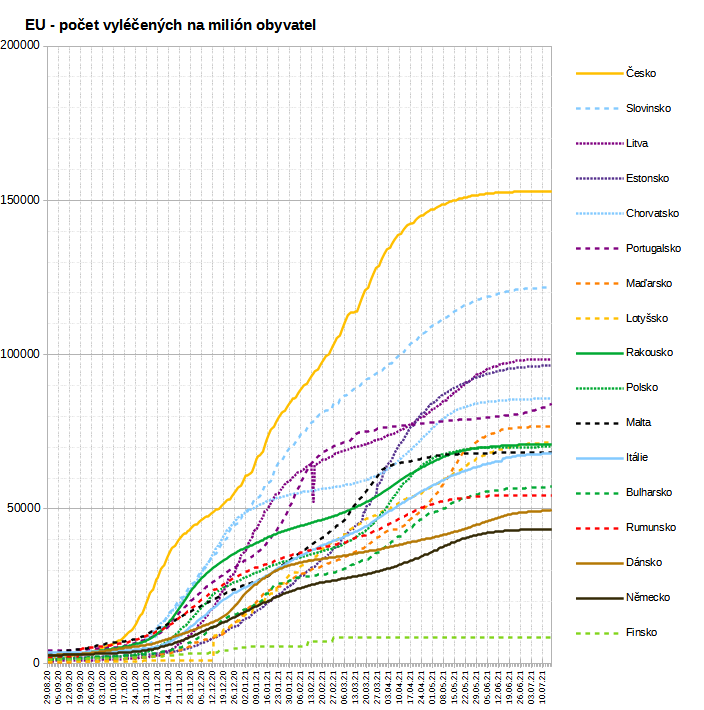 EU - počet vyléčených na milión obyvatel
200000
150000
100000
50000
0
Česko
Slovinsko
Litva
Estonsko
Chorvatsko
Portugalsko
Maďarsko
Lotyšsko
Rakousko
Polsko
Malta
Itálie
Bulharsko
Rumunsko
Dánsko
Německo
Finsko
29.08.20
05.09.20
12.09.20
19.09.20
26.09.20
03.10.20
10.10.20
17.10.20
24.10.20
31.10.20
07.11.20
14.11.20
21.11.20
28.11.20
05.12.20
12.12.20
19.12.20
26.12.20
02.01.21
09.01.21
16.01.21
23.01.21
30.01.21
06.02.21
13.02.21
20.02.21
27.02.21
06.03.21
13.03.21
20.03.21
27.03.21
03.04.21
10.04.21
17.04.21
24.04.21
01.05.21
08.05.21
15.05.21
22.05.21
29.05.21
05.06.21
12.06.21
19.06.21
26.06.21
03.07.21
10.07.21